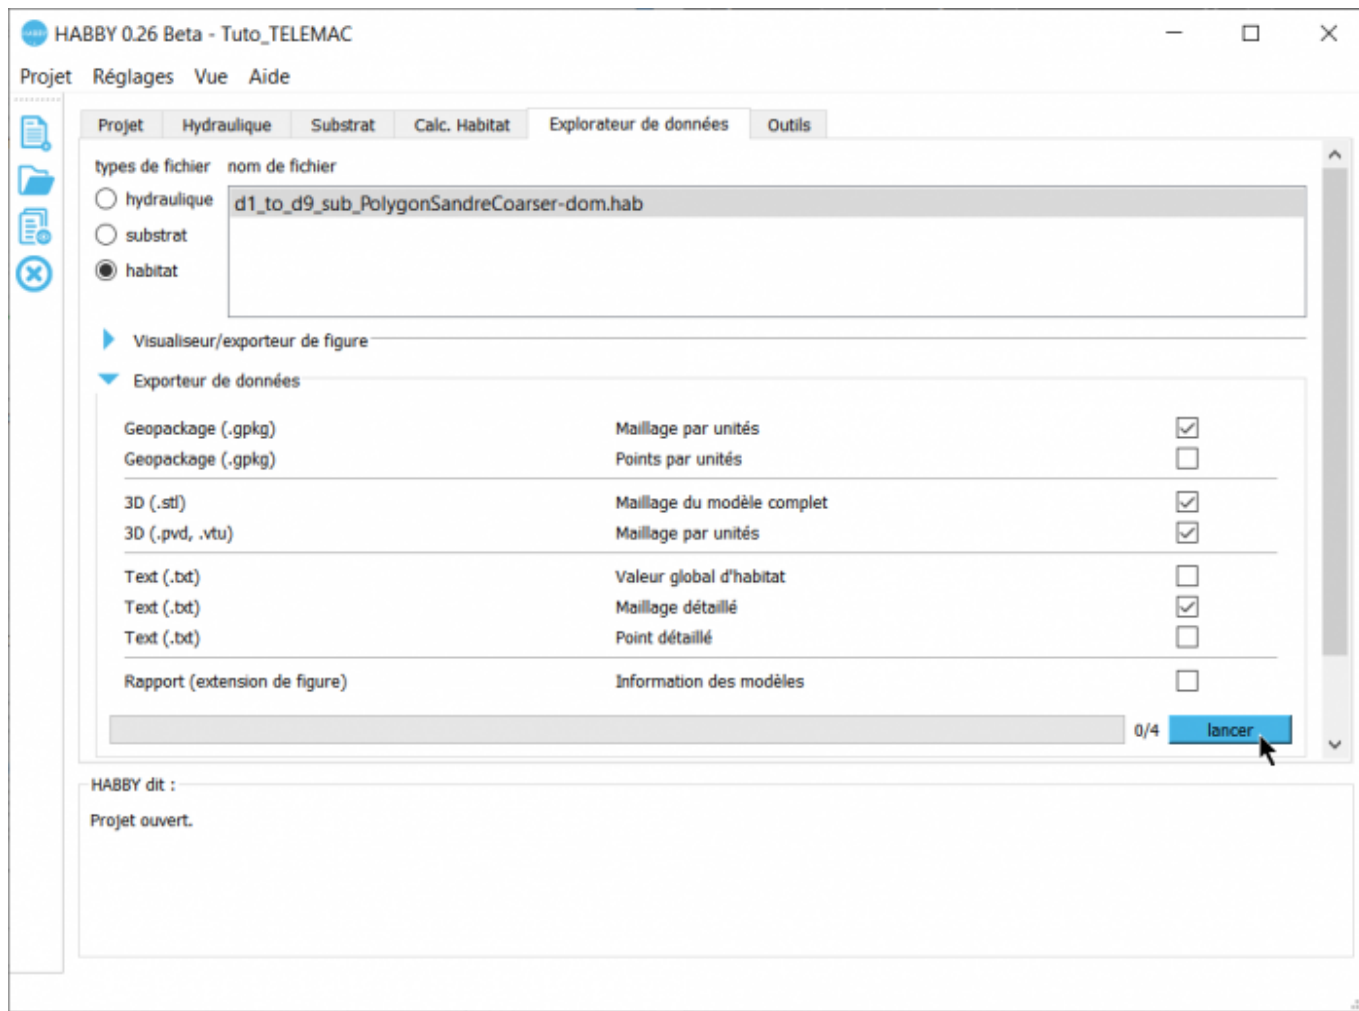 HABBY 0.26 Beta - Tuto_TELEMAC
Projet Réglages Vue Aide
Projet Hydraulique Substrat Calc. Habitat Explorateur de données Outils
types de fichier nom de fichier
hydraulique d1_to_d9_sub_PolygonSandreCoarser-dom.hab
substrat
habitat
Visualiseur/exporteur de figure
Exporteur de données
Geopackage (.gpkg) Maillage par unités
Geopackage (.gpkg) Points par unités
3D (.stl) Maillage du modèle complet
3D (.pvd, .vtu) Maillage par unités
Text (.txt) Valeur global d'habitat
Text (.txt) Maillage détaillé
Text (.txt) Point détaillé
Rapport (extension de figure) Information des modèles
0/4 lancer
HABBY dit :
Projet ouvert.